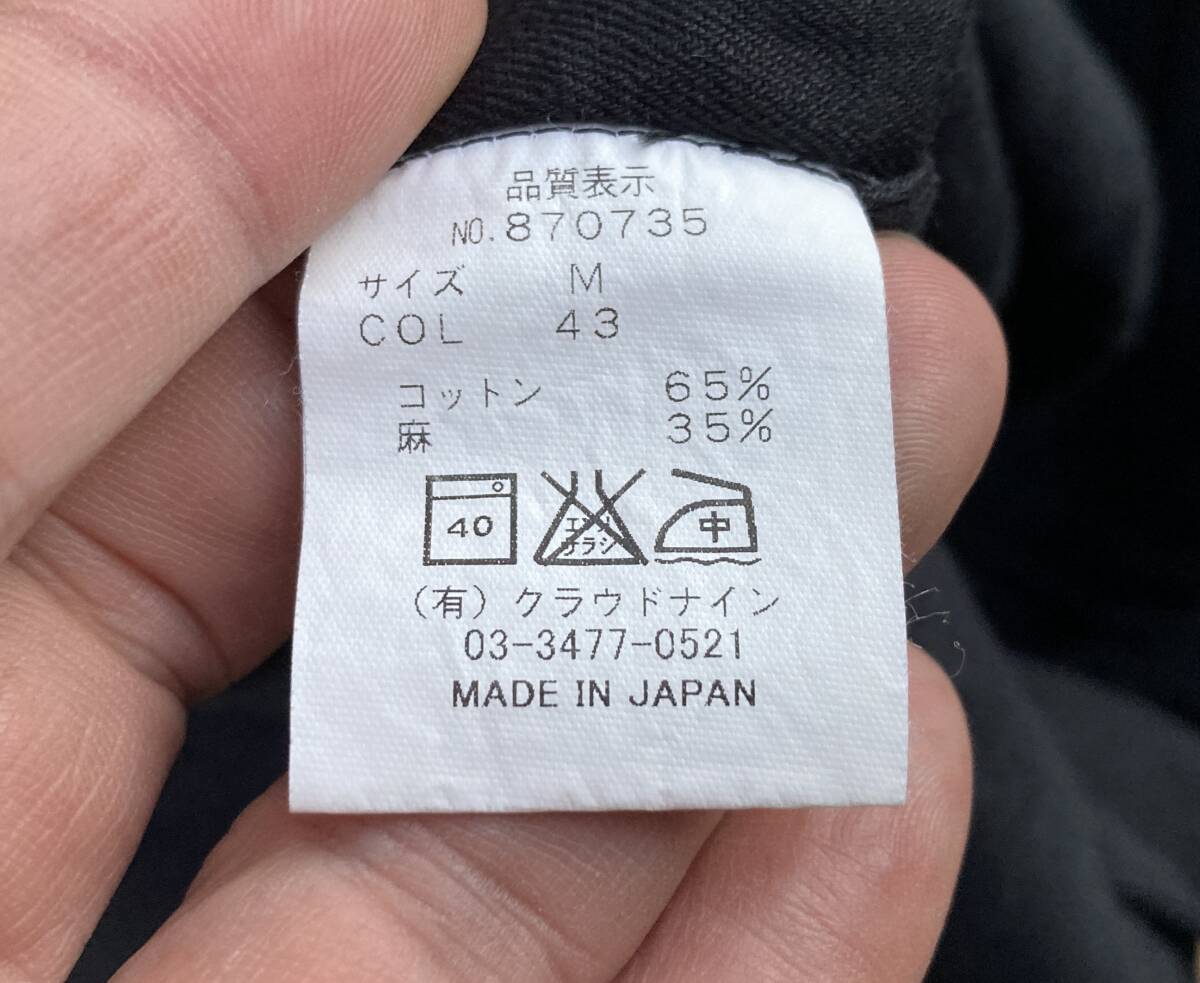 品質表示
NO. 870735
サイズ M
COL 43
コットン 65%
麻 35%
40 エンソ サラシ 中
(有) クラウドナイン
03-3477-0521
MADE IN JAPAN